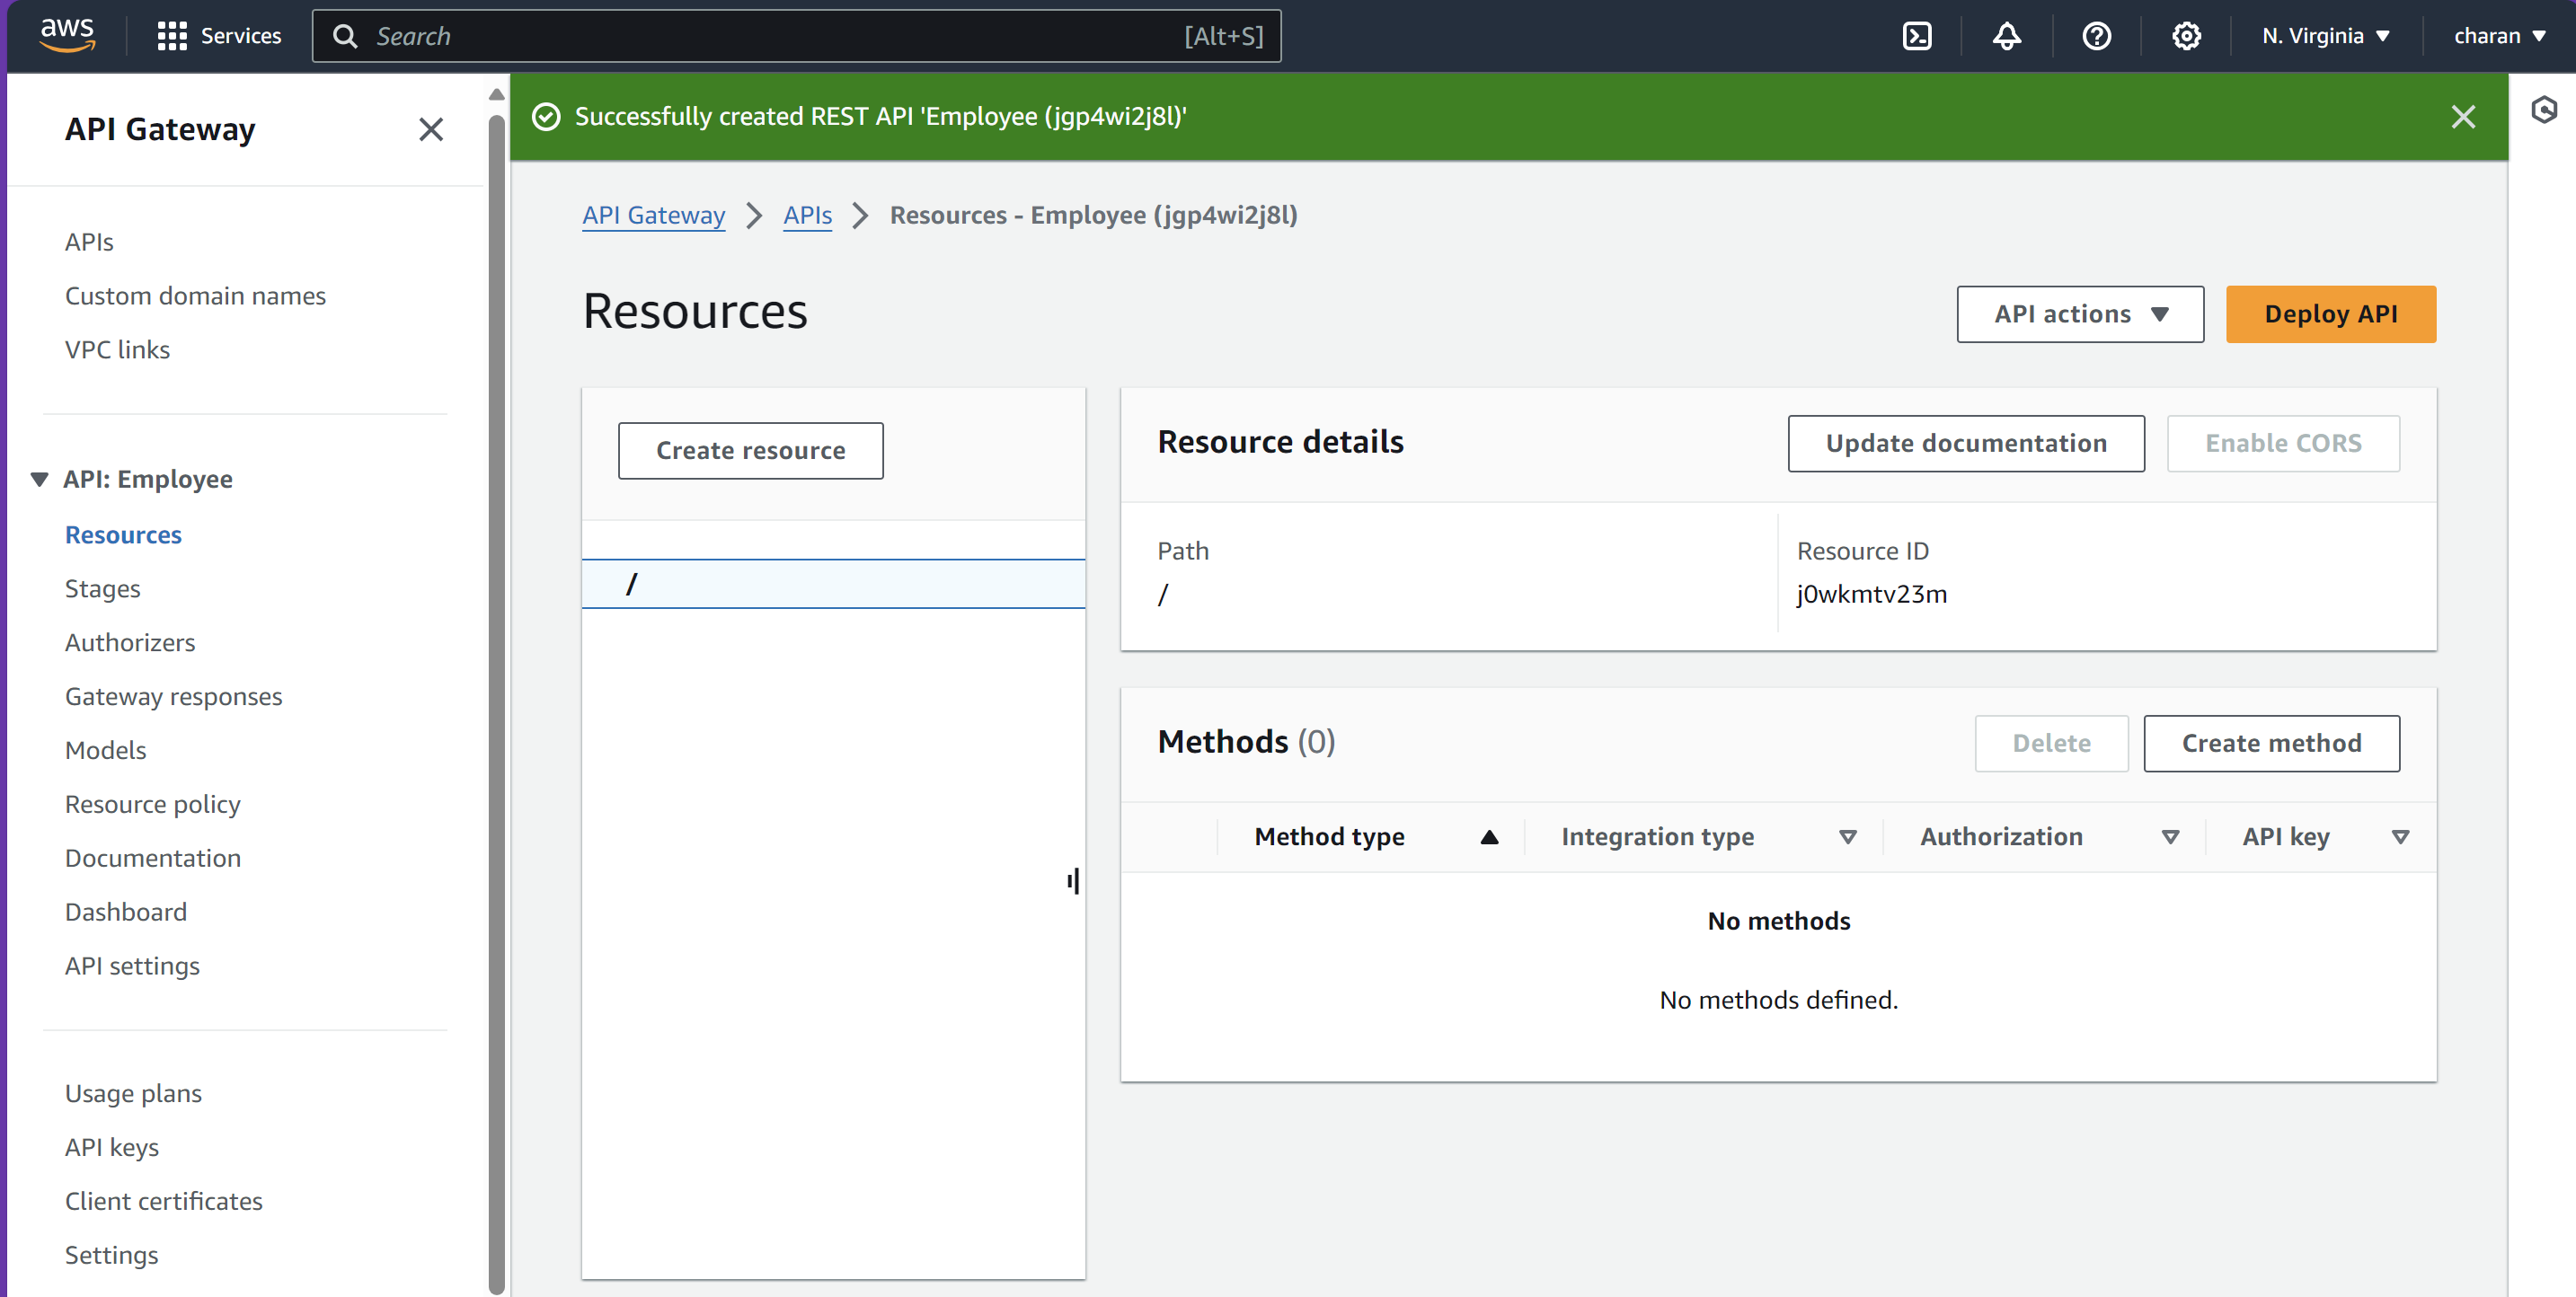 aws
Services
Search
[Alt+S]
N. Virginia
charan
API Gateway
APIs
Custom domain names
VPC links
API: Employee
Resources
Stages
Authorizers
Gateway responses
Models
Resource policy
Documentation
Dashboard
API settings
Usage plans
API keys
Client certificates
Settings
Successfully created REST API 'Employee (jgp4wi2j8l)'
API Gateway
APIs
Resources - Employee (jgp4wi2j8l)
Resources
API actions
Deploy API
Create resource
/
Resource details
Update documentation
Enable CORS
Path
/
Resource ID
j0wkmtv23m
Methods (0)
Delete
Create method
Method type
Integration type
Authorization
API key
No methods
No methods defined.